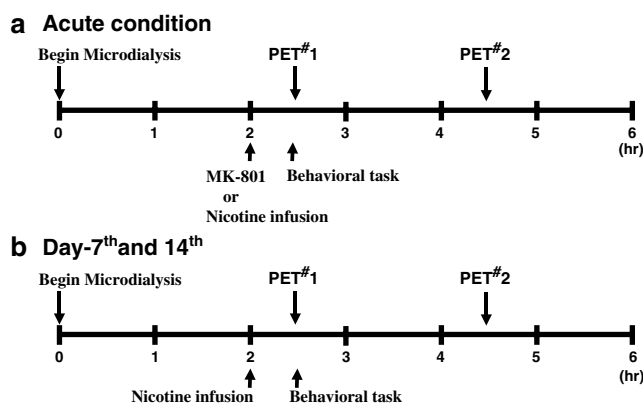 a Acute condition
Begin Microdialysis PET#1 PET#2
0 1 2 3 4 5 6
(hr)
MK-801 Behavioral task
or
Nicotine infusion
b Day-7th and 14th
Begin Microdialysis PET#1 PET#2
0 1 2 3 4 5 6
(hr)
Nicotine infusion Behavioral task